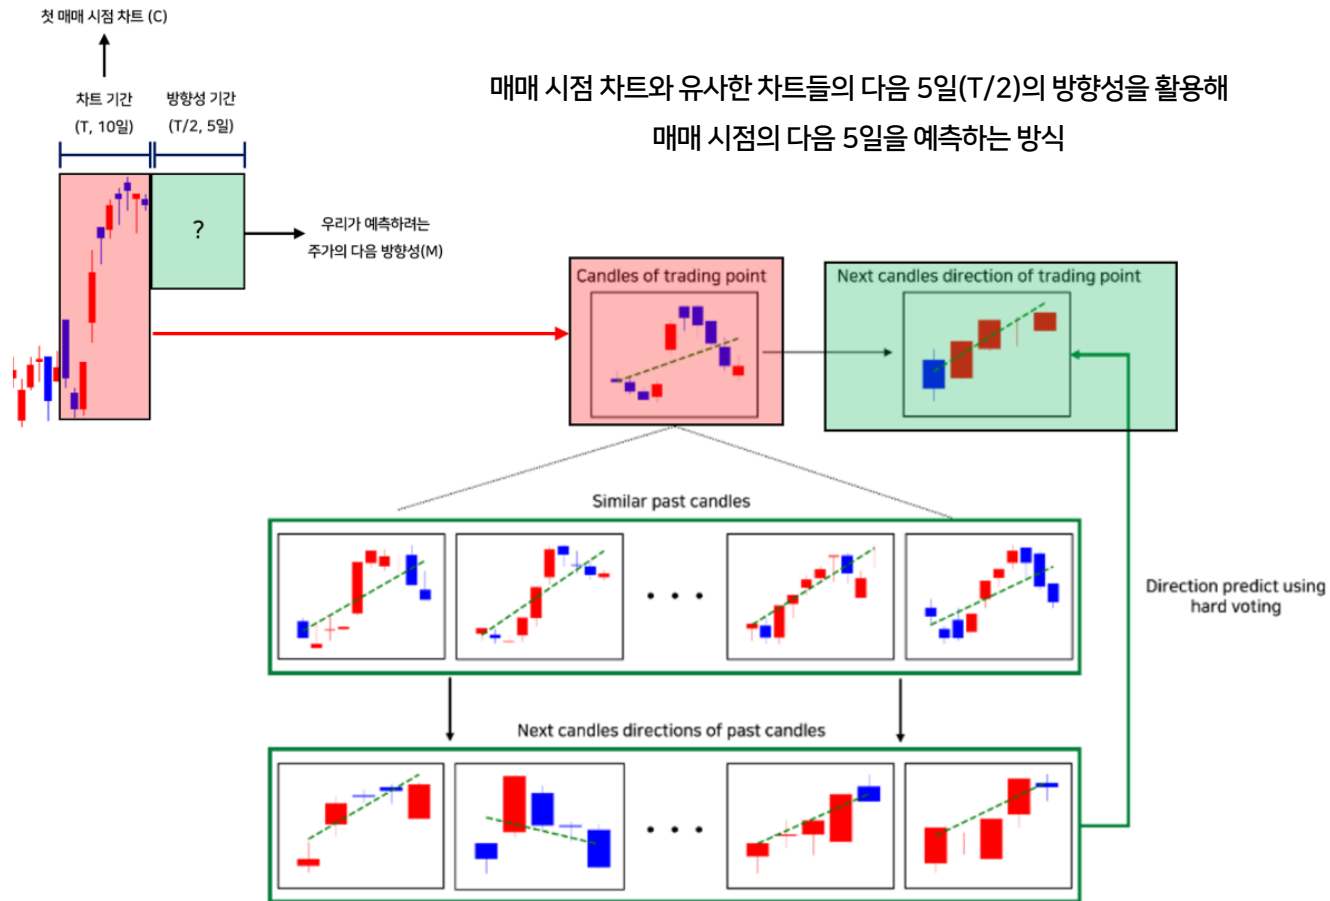 첫 매매 시점 차트 (C)
차트 기간
(T, 10일)
방향성 기간
(T/2, 5일)
매매 시점 차트와 유사한 차트들의 다음 5일(T/2)의 방향성을 활용해
매매 시점의 다음 5일을 예측하는 방식
?
우리가 예측하려는
주가의 다음 방향성(M)
Candles of trading point
Next candles direction of trading point
Similar past candles
Direction predict using
hard voting
Next candles directions of past candles